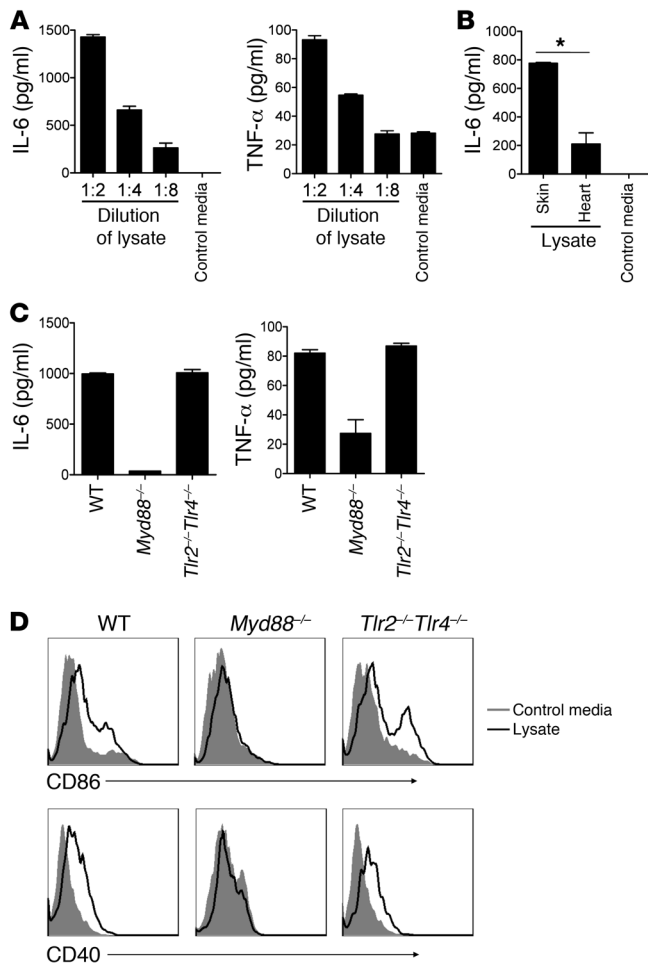 A
IL-6 (pg/ml)
1500
1000
500
0
1:2 1:4 1:8
Dilution
of lysate
Control media
TNF-α (pg/ml)
100
80
60
40
20
0
1:2 1:4 1:8
Dilution
of lysate
Control media
B
IL-6 (pg/ml)
1000
800
600
400
200
0
*
Skin
Heart
Lysate
Control media
C
IL-6 (pg/ml)
1500
1000
500
0
WT
Myd88–/–
Tlr2–/–Tlr4–/–
TNF-α (pg/ml)
100
80
60
40
20
0
WT
Myd88–/–
Tlr2–/–Tlr4–/–
D
WT Myd88–/– Tlr2–/–Tlr4–/–
Control media
Lysate
CD86
CD40